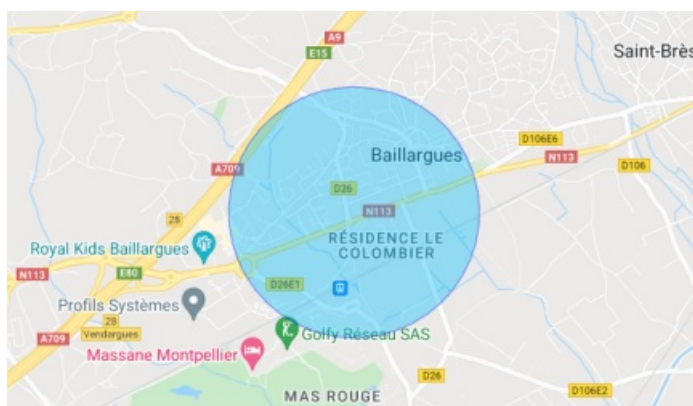 A9
E15
Saint-Brès
D106E6
Baillargues
N113
D106
A709
D26
28
N113
Royal Kids Baillargues
RÉSIDENCE LE
COLOMBIER
N113
E80
D26E1
Profils Systèmes
28
Vendargues
A709
Golfy Réseau SAS
Massane Montpellier
D26
D106E2
MAS ROUGE